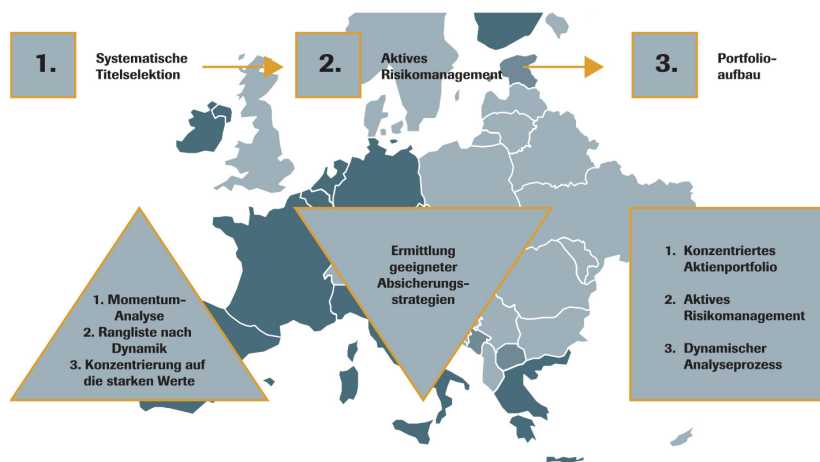 1.
Systematische
Titelselektion
2.
Aktives
Risikomanagement
3.
Portfolio-
aufbau
1. Momentum-
Analyse
2. Rangliste nach
Dynamik
3. Konzentrierung auf
die starken Werte
Ermittlung
geeigneter
Absicherungs-
strategien
1. Konzentriertes
Aktienportfolio
2. Aktives
Risikomanagement
3. Dynamischer
Analyseprozess